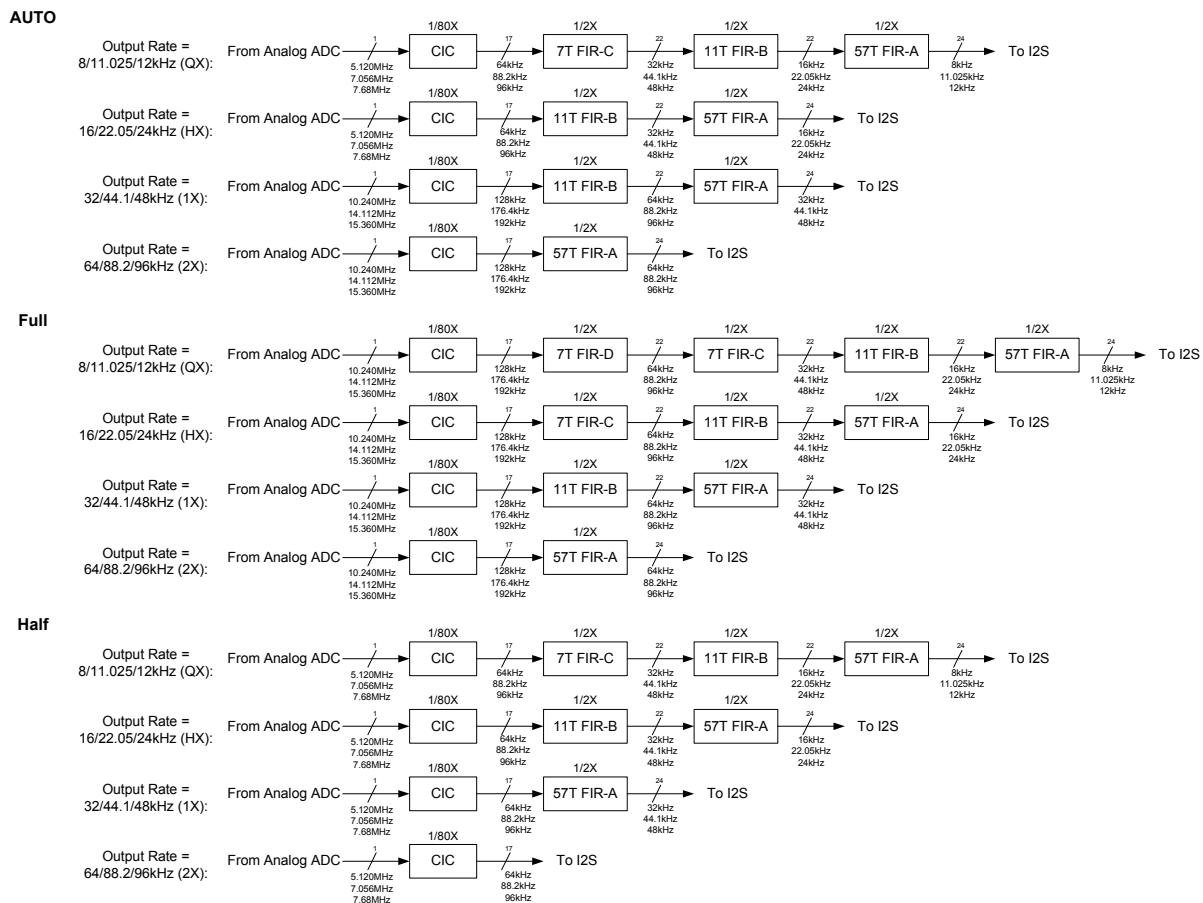 AUTO
1/80X 1/2X 1/2X 1/2X
Output Rate =
8/11.025/12kHz (QX):
From Analog ADC 1 CIC 17 7T FIR-C 22 11T FIR-B 22 57T FIR-A 24 To I2S
5.120MHz 64kHz 32kHz 16kHz 8kHz
7.056MHz 88.2kHz 44.1kHz 22.05kHz 11.025kHz
7.68MHz 96kHz 48kHz 24kHz 12kHz
1/80X 1/2X 1/2X
Output Rate =
16/22.05/24kHz (HX):
From Analog ADC 1 CIC 17 11T FIR-B 22 57T FIR-A 24 To I2S
5.120MHz 64kHz 32kHz 16kHz
7.056MHz 88.2kHz 44.1kHz 22.05kHz
7.68MHz 96kHz 48kHz 24kHz
1/80X 1/2X 1/2X
Output Rate =
32/44.1/48kHz (1X):
From Analog ADC 1 CIC 17 11T FIR-B 22 57T FIR-A 24 To I2S
10.240MHz 128kHz 64kHz 32kHz
14.112MHz 176.4kHz 88.2kHz 44.1kHz
15.360MHz 192kHz 96kHz 48kHz
1/80X 1/2X
Output Rate =
64/88.2/96kHz (2X):
From Analog ADC 1 CIC 17 57T FIR-A 24 To I2S
10.240MHz 128kHz 64kHz
14.112MHz 176.4kHz 88.2kHz
15.360MHz 192kHz 96kHz
Full
1/80X 1/2X 1/2X 1/2X 1/2X
Output Rate =
8/11.025/12kHz (QX):
From Analog ADC 1 CIC 17 7T FIR-D 22 7T FIR-C 22 11T FIR-B 22 57T FIR-A 24 To I2S
10.240MHz 128kHz 64kHz 32kHz 16kHz 8kHz
14.112MHz 176.4kHz 88.2kHz 44.1kHz 22.05kHz 11.025kHz
15.360MHz 192kHz 96kHz 48kHz 24kHz 12kHz
1/80X 1/2X 1/2X 1/2X
Output Rate =
16/22.05/24kHz (HX):
From Analog ADC 1 CIC 17 7T FIR-C 22 11T FIR-B 22 57T FIR-A 24 To I2S
10.240MHz 128kHz 64kHz 32kHz 16kHz
14.112MHz 176.4kHz 88.2kHz 44.1kHz 22.05kHz
15.360MHz 192kHz 96kHz 48kHz 24kHz
1/80X 1/2X 1/2X
Output Rate =
32/44.1/48kHz (1X):
From Analog ADC 1 CIC 17 11T FIR-B 22 57T FIR-A 24 To I2S
10.240MHz 128kHz 64kHz 32kHz
14.112MHz 176.4kHz 88.2kHz 44.1kHz
15.360MHz 192kHz 96kHz 48kHz
1/80X 1/2X
Output Rate =
64/88.2/96kHz (2X):
From Analog ADC 1 CIC 17 57T FIR-A 24 To I2S
10.240MHz 128kHz 64kHz
14.112MHz 176.4kHz 88.2kHz
15.360MHz 192kHz 96kHz
Half
1/80X 1/2X 1/2X 1/2X
Output Rate =
8/11.025/12kHz (QX):
From Analog ADC 1 CIC 17 7T FIR-C 22 11T FIR-B 22 57T FIR-A 24 To I2S
5.120MHz 64kHz 32kHz 16kHz 8kHz
7.056MHz 88.2kHz 44.1kHz 22.05kHz 11.025kHz
7.68MHz 96kHz 48kHz 24kHz 12kHz
1/80X 1/2X 1/2X
Output Rate =
16/22.05/24kHz (HX):
From Analog ADC 1 CIC 17 11T FIR-B 22 57T FIR-A 24 To I2S
5.120MHz 64kHz 32kHz 16kHz
7.056MHz 88.2kHz 44.1kHz 22.05kHz
7.68MHz 96kHz 48kHz 24kHz
1/80X 1/2X
Output Rate =
32/44.1/48kHz (1X):
From Analog ADC 1 CIC 17 57T FIR-A 24 To I2S
5.120MHz 64kHz 32kHz
7.056MHz 88.2kHz 44.1kHz
7.68MHz 96kHz 48kHz
1/80X
Output Rate =
64/88.2/96kHz (2X):
From Analog ADC 1 CIC 17 To I2S
5.120MHz 64kHz
7.056MHz 88.2kHz
7.68MHz 96kHz